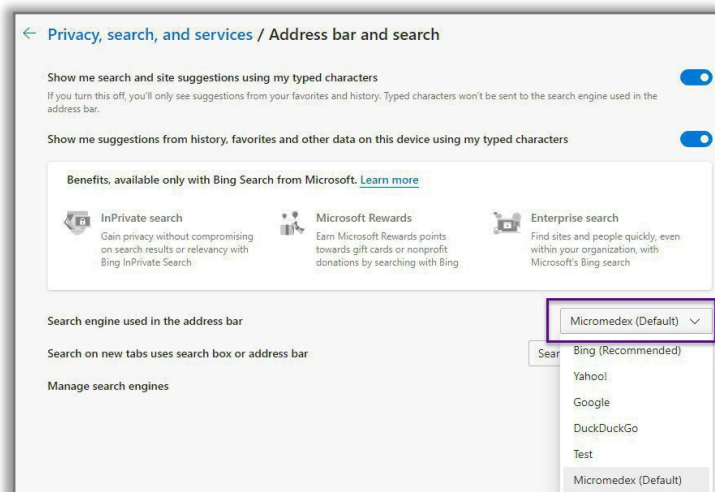 Privacy, search, and services / Address bar and search
Show me search and site suggestions using my typed characters
If you turn this off, you'll only see suggestions from your favorites and history. Typed characters won't be sent to the search engine used in the
address bar.
Show me suggestions from history, favorites and other data on this device using my typed characters
Benefits, available only with Bing Search from Microsoft. Learn more
InPrivate search
Gain privacy without compromising
on search results or relevancy with
Bing InPrivate Search
Microsoft Rewards
Earn Microsoft Rewards points
towards gift cards or nonprofit
donations by searching with Bing
Enterprise search
Find sites and people quickly, even
within your organization, with
Microsoft's Bing search
Search engine used in the address bar
Micromedex (Default)
Search on new tabs uses search box or address bar
Manage search engines
Bing (Recommended)
Yahoo!
Google
DuckDuckGo
Test
Micromedex (Default)